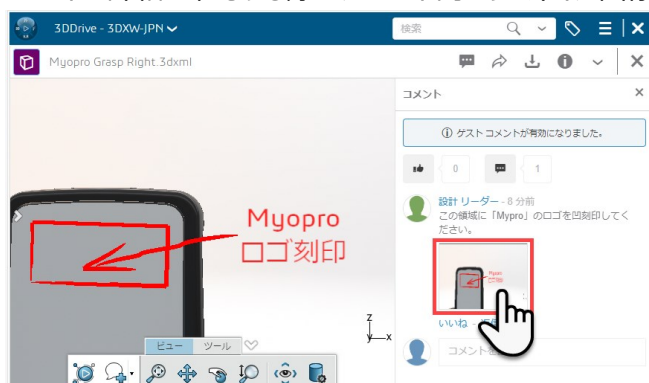 3DDrive - 3DXW-JPN
検索
Myopro Grasp Right.3dxml
コメント
ゲスト コメントが有効になりました。
0
1
設計 リーダー - 8 分前
この領域に「Mypro」のロゴを凹刻印してく
ださい。
Myopro
ロゴ刻印
いいね
コメント
Z
y
x
ビュー
ツール